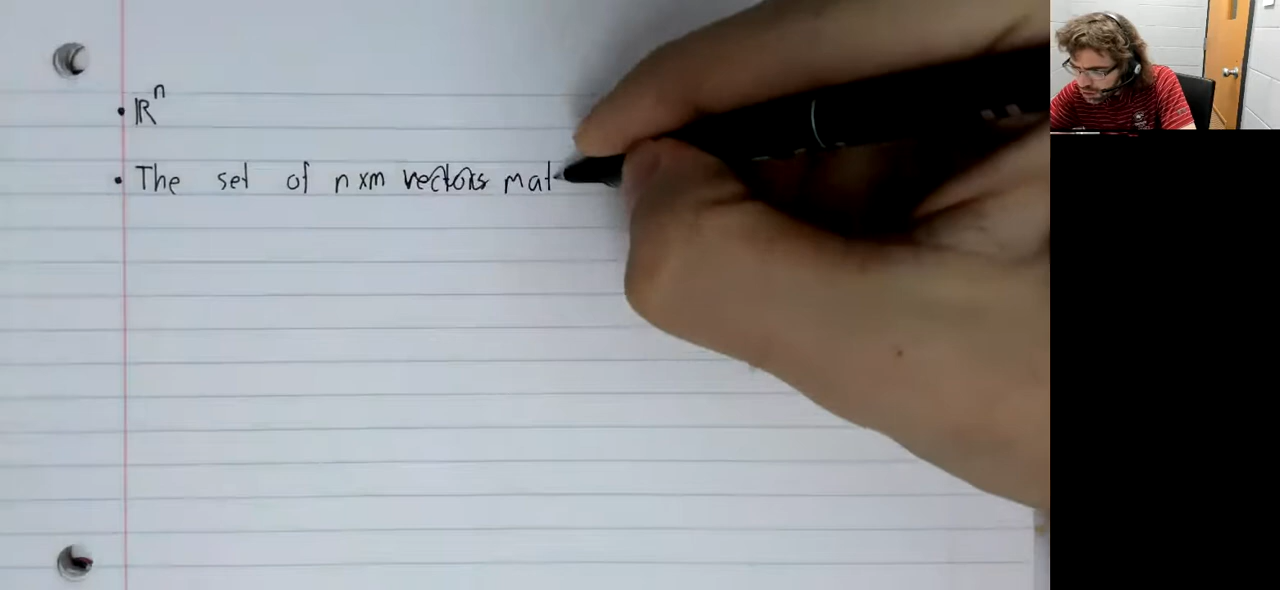 • ℝⁿ
• The set of n×m vectors mat